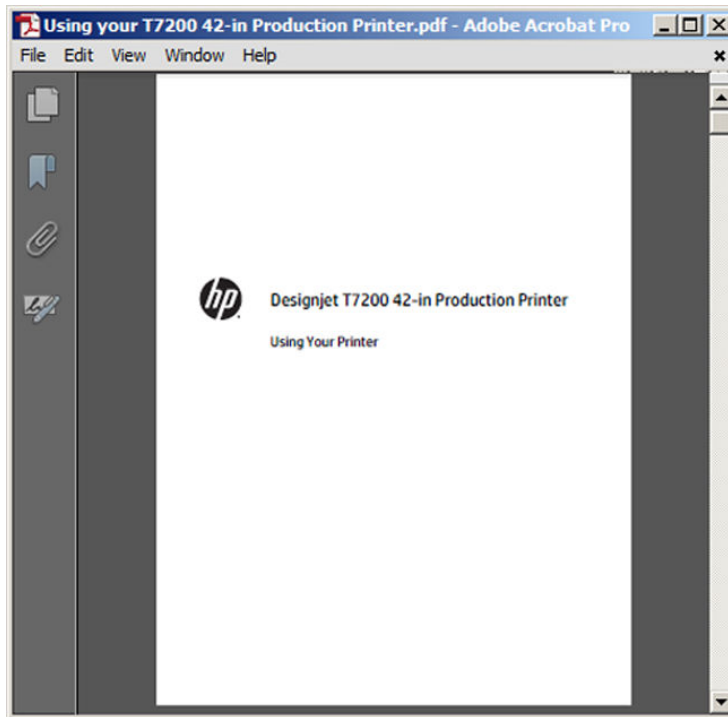 Using your T7200 42-in Production Printer.pdf - Adobe Acrobat Pro
File Edit View Window Help
hp
Designjet T7200 42-in Production Printer
Using Your Printer